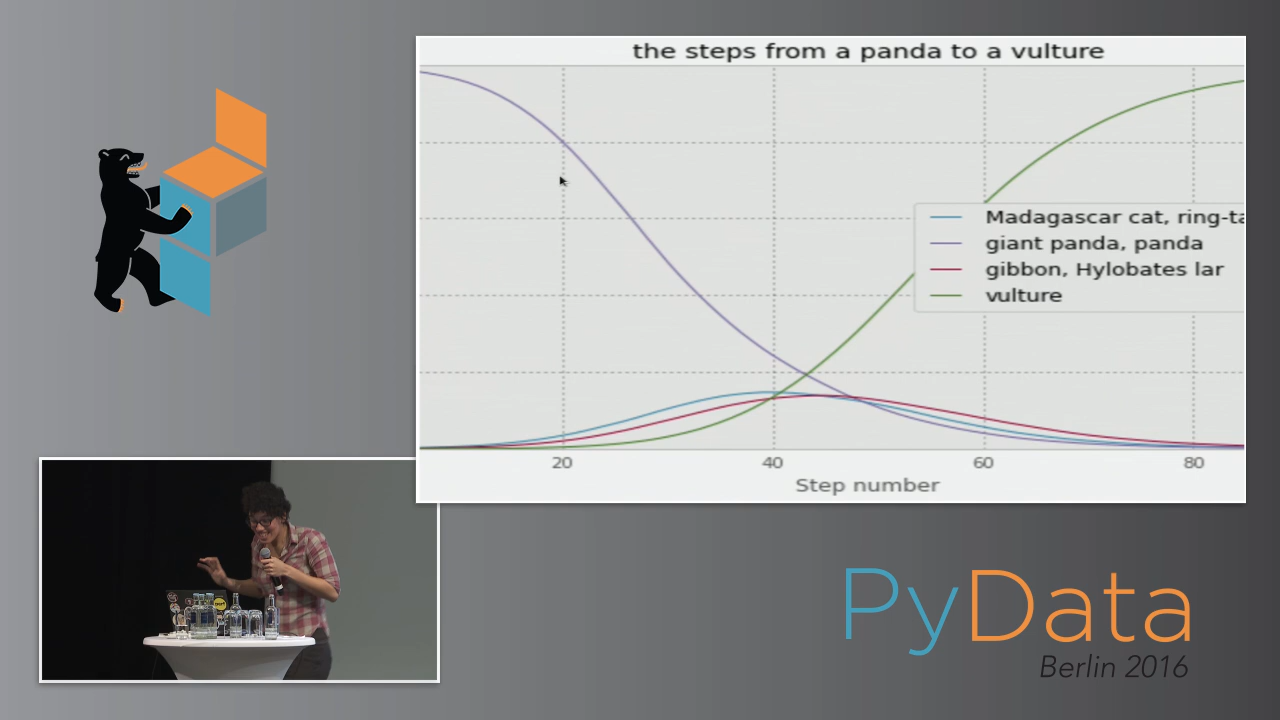 the steps from a panda to a vulture
Madagascar cat, ring-ta
giant panda, panda
gibbon, Hylobates lar
vulture
20 40 60 80
Step number
PyData
Berlin 2016